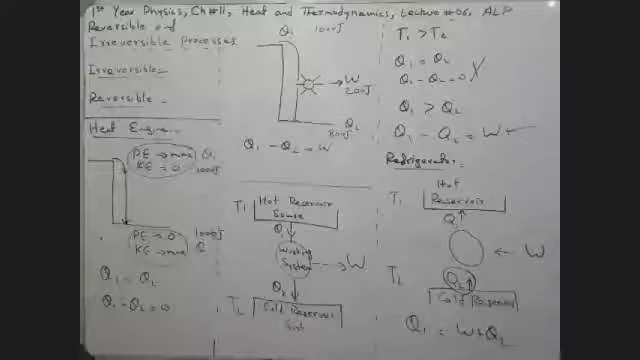 1st Year Physics, Ch # 11, Heat and Thermodynamics, Lecture # 06, ALP
Reversible and
Irreversible processes
Irreversible
Reversible
Heat Engine
PE → max
KE = 0
Q1
1000J
PE → 0
KE → max
1000J
Q2
Q1 = Q2
Q1 - Q2 = 0
Q1 1000J
W
200J
Q2
800J
Q1 - Q2 = W
T1
Hot Reservoir
Source
Q1
Working
System
W
Q2
T2
Cold Reservoir
Sink
T1 > T2
Q1 = Q2
Q1 - Q2 = 0 X
Q1 > Q2
Q1 - Q2 = W ✓
Redrigerator
Hot
T1
Reservoir
Q1
W
T2
Q2
Cold Reservoir
Q1 = W + Q2